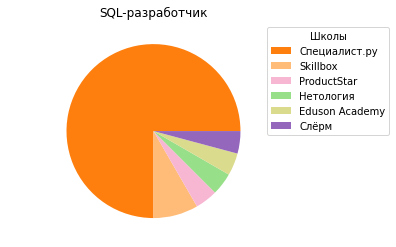 SQL-разработчик
Школы
Специалист.ру
Skillbox
ProductStar
Нетология
Eduson Academy
Слёрм